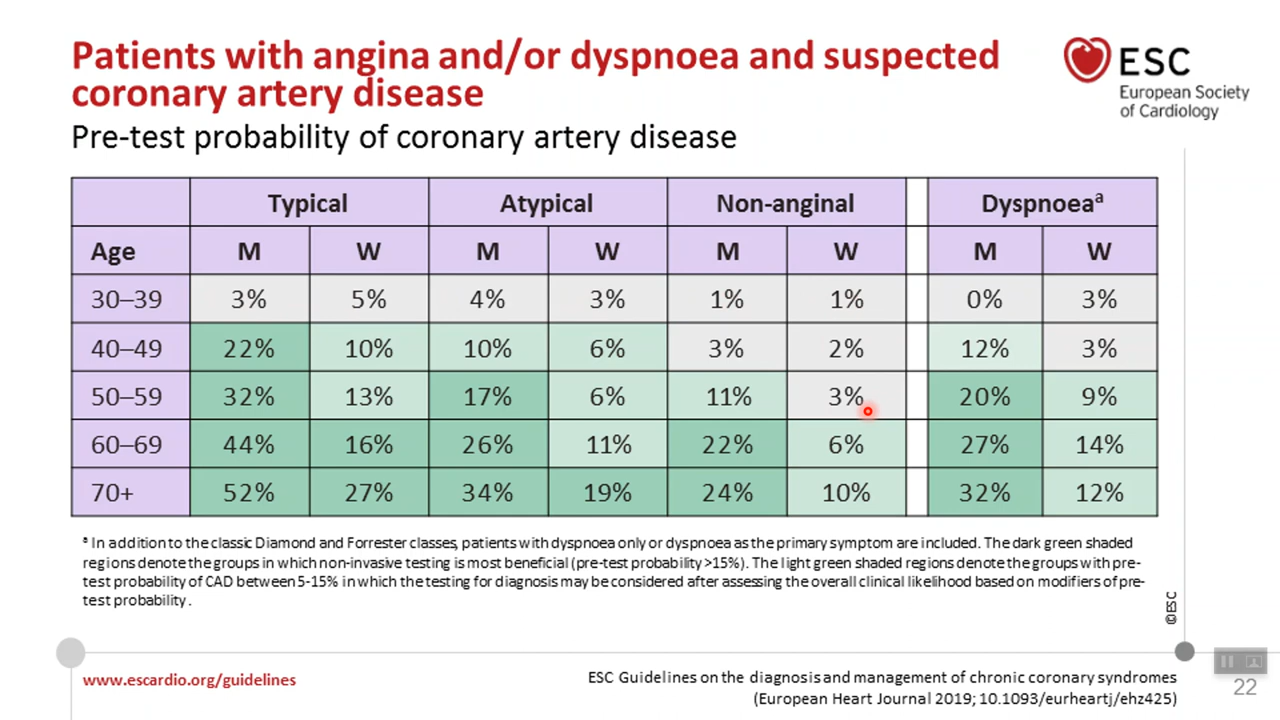 Patients with angina and/or dyspnoea and suspected
coronary artery disease
Pre-test probability of coronary artery disease
ESC
European Society
of Cardiology
Typical Atypical Non-anginal Dyspnoeaᵃ
Age M W M W M W M W
30–39 3% 5% 4% 3% 1% 1% 0% 3%
40–49 22% 10% 10% 6% 3% 2% 12% 3%
50–59 32% 13% 17% 6% 11% 3% 20% 9%
60–69 44% 16% 26% 11% 22% 6% 27% 14%
70+ 52% 27% 34% 19% 24% 10% 32% 12%
ᵃ In addition to the classic Diamond and Forrester classes, patients with dyspnoea only or dyspnoea as the primary symptom are included. The dark green shaded
regions denote the groups in which non-invasive testing is most beneficial (pre-test probability >15%). The light green shaded regions denote the groups with pre-
test probability of CAD between 5-15% in which the testing for diagnosis may be considered after assessing the overall clinical likelihood based on modifiers of pre-
test probability.
©ESC
www.escardio.org/guidelines
ESC Guidelines on the diagnosis and management of chronic coronary syndromes
(European Heart Journal 2019; 10.1093/eurheartj/ehz425)
22